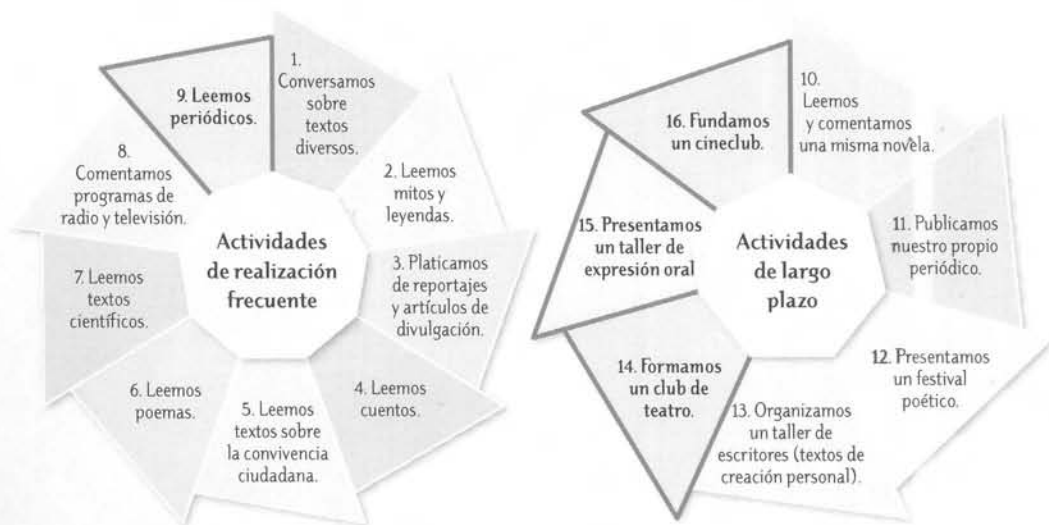 Actividades
de realización
frecuente
1.
Conversamos
sobre
textos
diversos.
2. Leemos
mitos y
leyendas.
3. Platicamos
de reportajes
y artículos de
divulgación.
4. Leemos
cuentos.
5. Leemos
textos sobre
la convivencia
ciudadana.
6. Leemos
poemas.
7. Leemos
textos
científicos.
8.
Comentamos
programas de
radio y televisión.
9. Leemos
periódicos.
Actividades
de largo
plazo
10.
Leemos
y comentamos
una misma novela.
11. Publicamos
nuestro propio
periódico.
12. Presentamos
un festival
poético.
13. Organizamos
un taller de
escritores (textos de
creación personal).
14. Formamos
un club de
teatro.
15. Presentamos
un taller de
expresión oral
16. Fundamos
un cineclub.